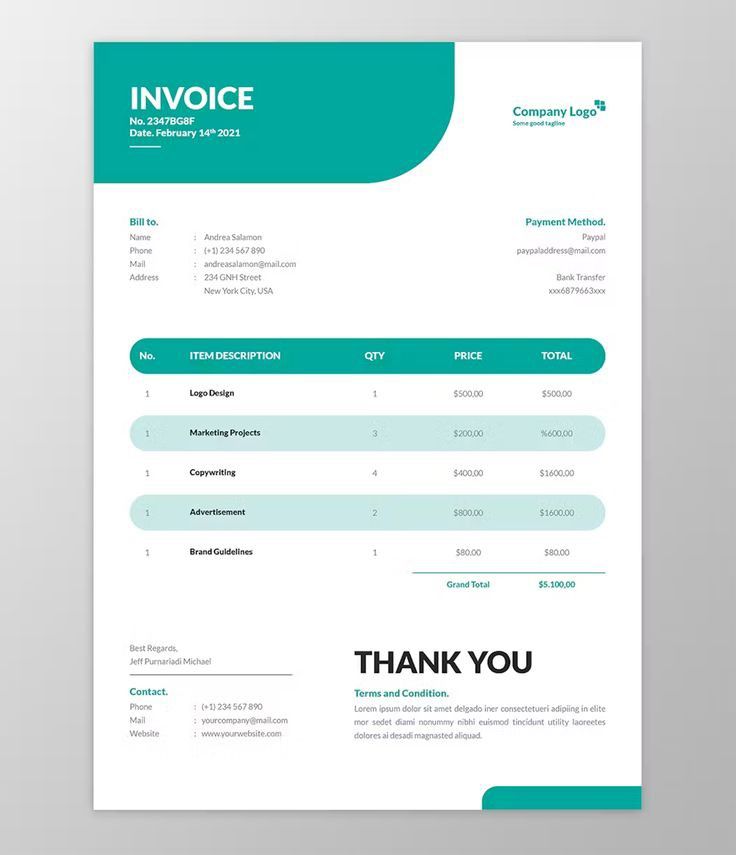 INVOICE
No. 2347BG8F
Date. February 14th 2021
Company Logo
Some good tagline
Bill to.
Name : Andrea Salamon
Phone : (+1) 234 567 890
Mail : andreasalamon@mail.com
Address : 234 GNH Street
New York City, USA
Payment Method.
Paypal
paypaladdress@mail.com
Bank Transfer
xxx6879663xxx
No. ITEM DESCRIPTION QTY PRICE TOTAL
1 Logo Design 1 $500,00 $500,00
1 Marketing Projects 3 $200,00 %600,00
1 Copywriting 4 $400,00 $1600,00
1 Advertisement 2 $800,00 $1600.00
1 Brand Guidelines 1 $80.00 $80.00
Grand Total $5.100,00
Best Regards,
Jeff Purnariadi Michael
Contact.
Phone : (+1) 234 567 890
Mail : yourcompany@mail.com
Website : www.yourwebsite.com
THANK YOU
Terms and Condition.
Lorem ipsum dolor sit amet delgado iner consectetueri adipiing in elite
mor sedet diami nonummy nibhi euismod tincidunt utility laoreetes
dolores ai desadi magnasted aliquad.